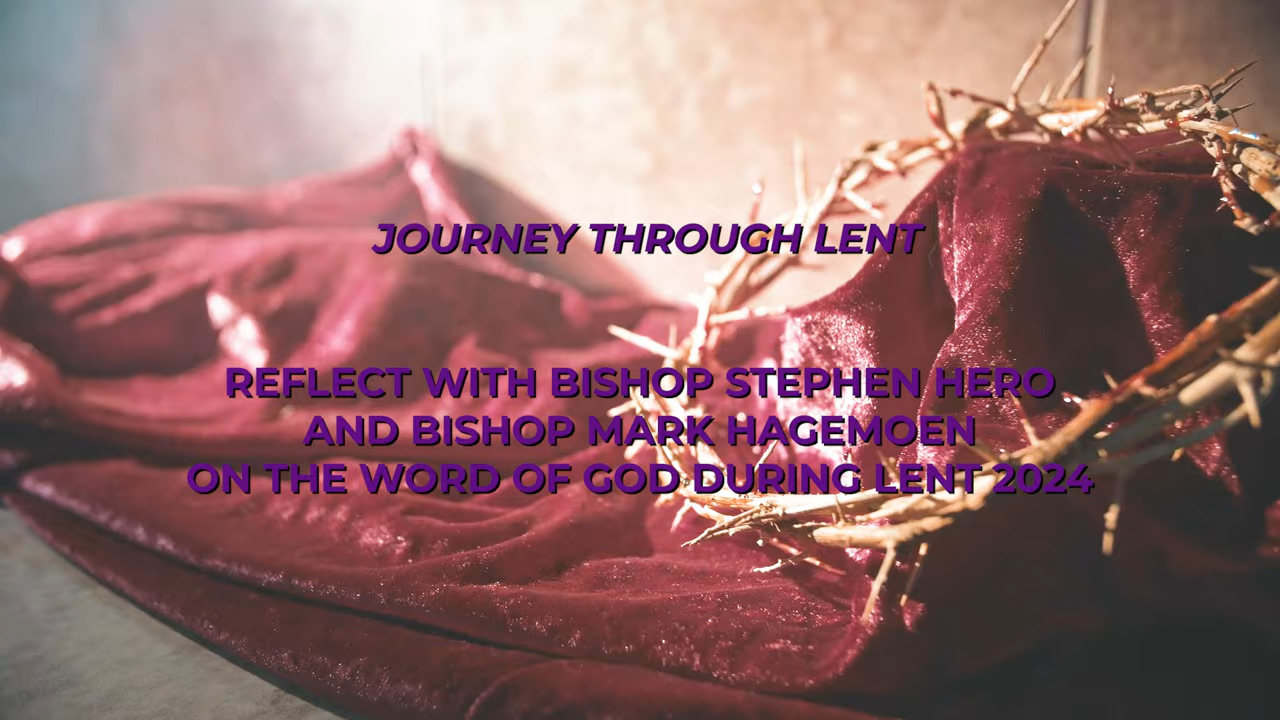 JOURNEY THROUGH LENT
REFLECT WITH BISHOP STEPHEN HERO
AND BISHOP MARK HAGEMOEN
ON THE WORD OF GOD DURING LENT 2024